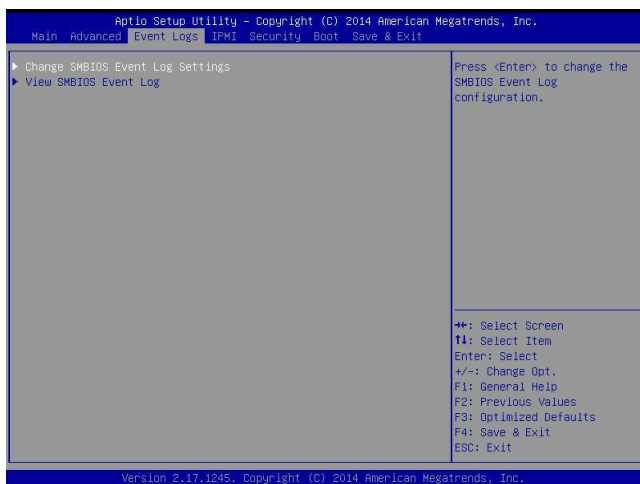 Aptio Setup Utility – Copyright (C) 2014 American Megatrends, Inc.
Main Advanced Event Logs IPMI Security Boot Save & Exit
▶ Change SMBIOS Event Log Settings
▶ View SMBIOS Event Log
Press <Enter> to change the
SMBIOS Event Log
configuration.
→←: Select Screen
↑↓: Select Item
Enter: Select
+/-: Change Opt.
F1: General Help
F2: Previous Values
F3: Optimized Defaults
F4: Save & Exit
ESC: Exit
Version 2.17.1245. Copyright (C) 2014 American Megatrends, Inc.